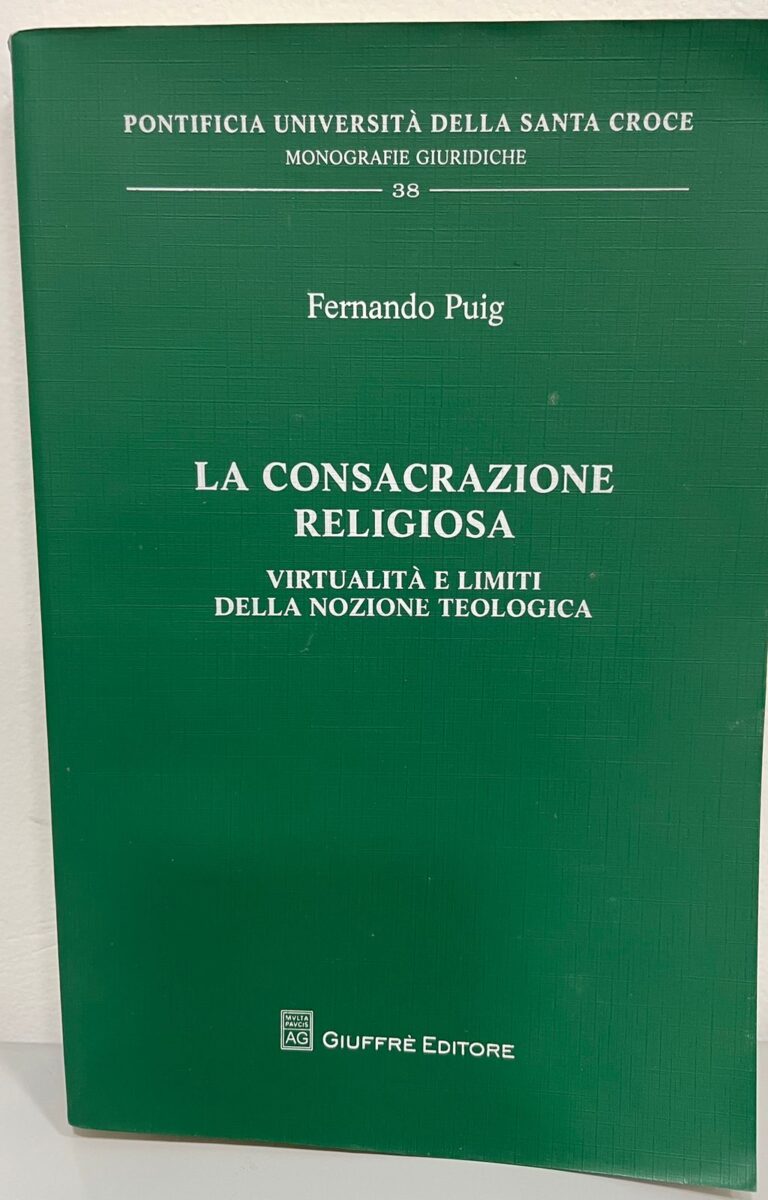 PONTIFICIA UNIVERSITÀ DELLA SANTA CROCE
MONOGRAFIE GIURIDICHE
38
Fernando Puig
LA CONSACRAZIONE
RELIGIOSA
VIRTUALITÀ E LIMITI
DELLA NOZIONE TEOLOGICA
MVLTA
PAVCIS
AG
GIUFFRÈ EDITORE